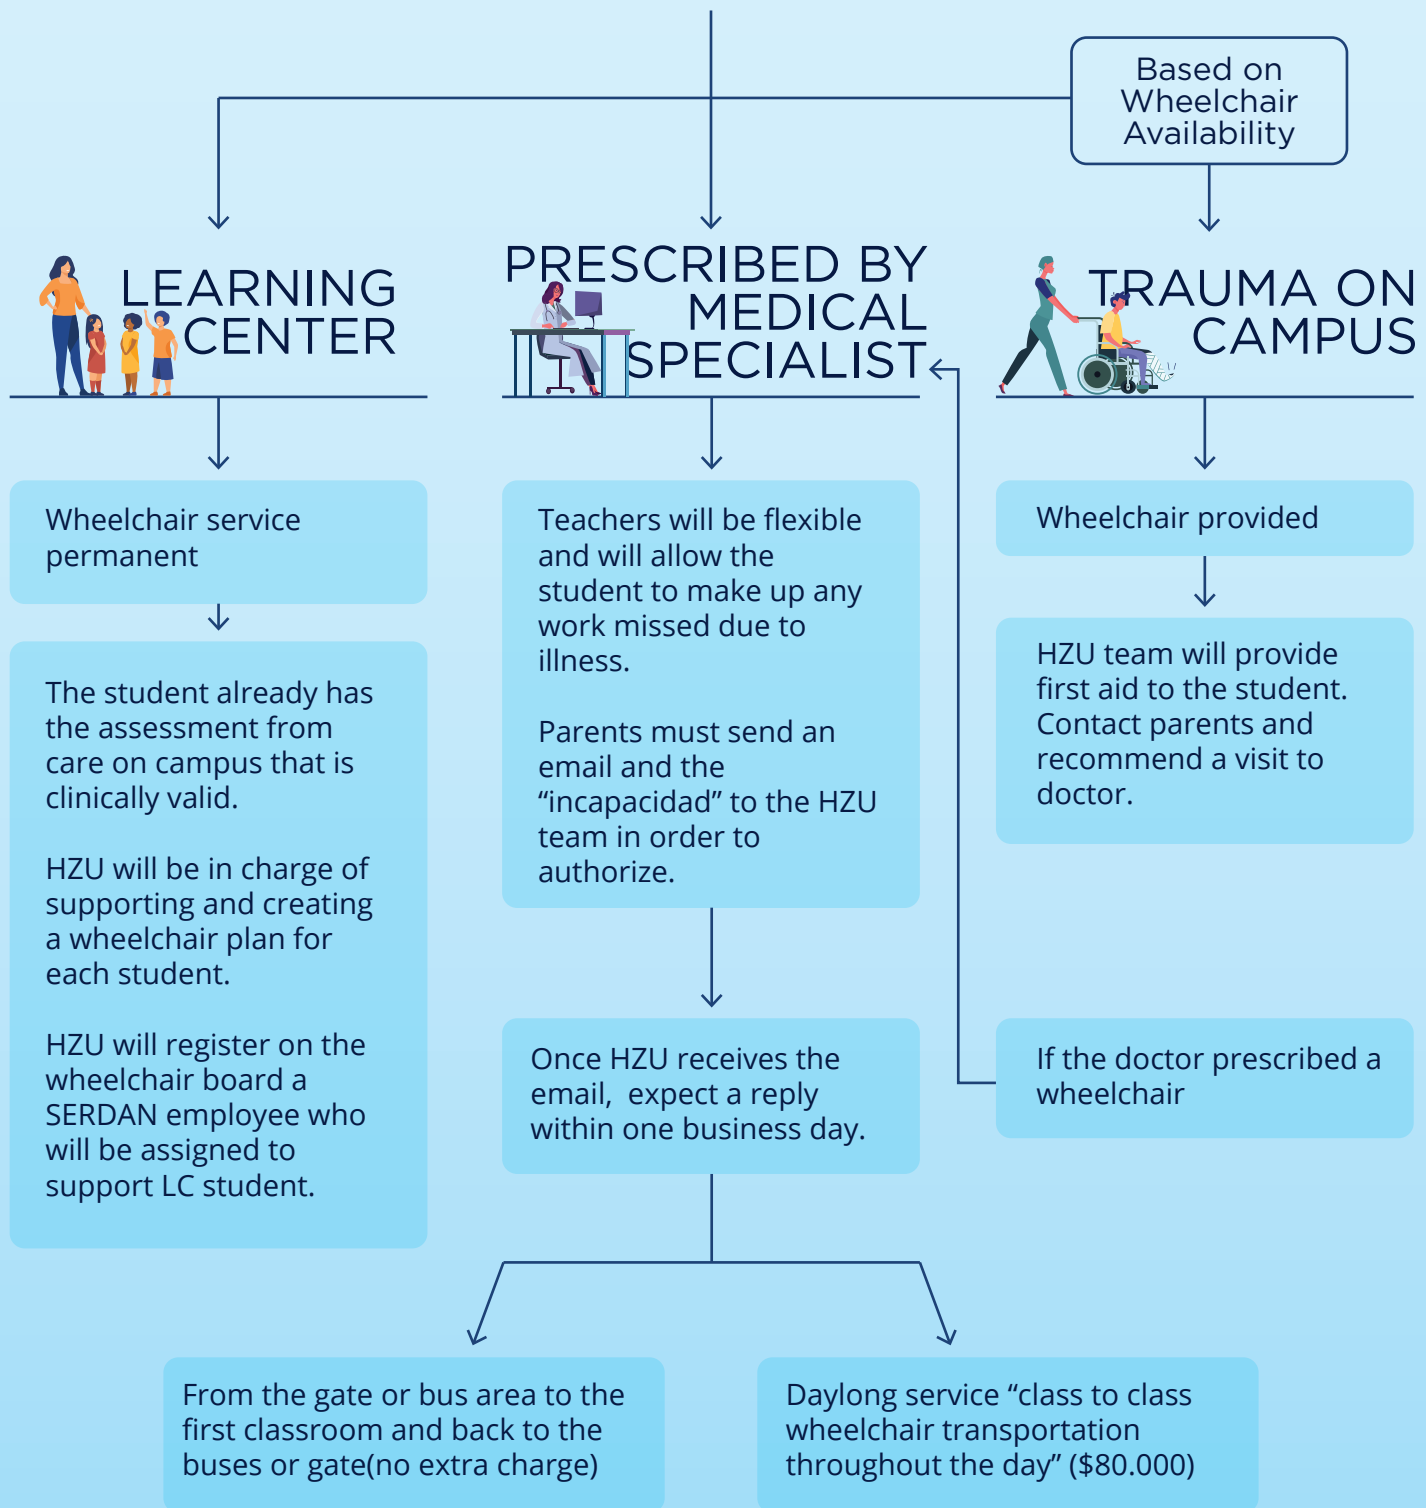 Based on
Wheelchair
Availability
LEARNING
CENTER
Wheelchair service
permanent
The student already has
the assessment from
care on campus that is
clinically valid.
HZU will be in charge of
supporting and creating
a wheelchair plan for
each student.
HZU will register on the
wheelchair board a
SERDAN employee who
will be assigned to
support LC student.
PRESCRIBED BY
MEDICAL
SPECIALIST
Teachers will be flexible
and will allow the
student to make up any
work missed due to
illness.
Parents must send an
email and the
“incapacidad” to the HZU
team in order to
authorize.
Once HZU receives the
email,  expect a reply
within one business day.
TRAUMA ON
CAMPUS
Wheelchair provided
HZU team will provide
first aid to the student.
Contact parents and
recommend a visit to
doctor.
If the doctor prescribed a
wheelchair
From the gate or bus area to the
first classroom and back to the
buses or gate(no extra charge)
Daylong service “class to class
wheelchair transportation
throughout the day” ($80.000)